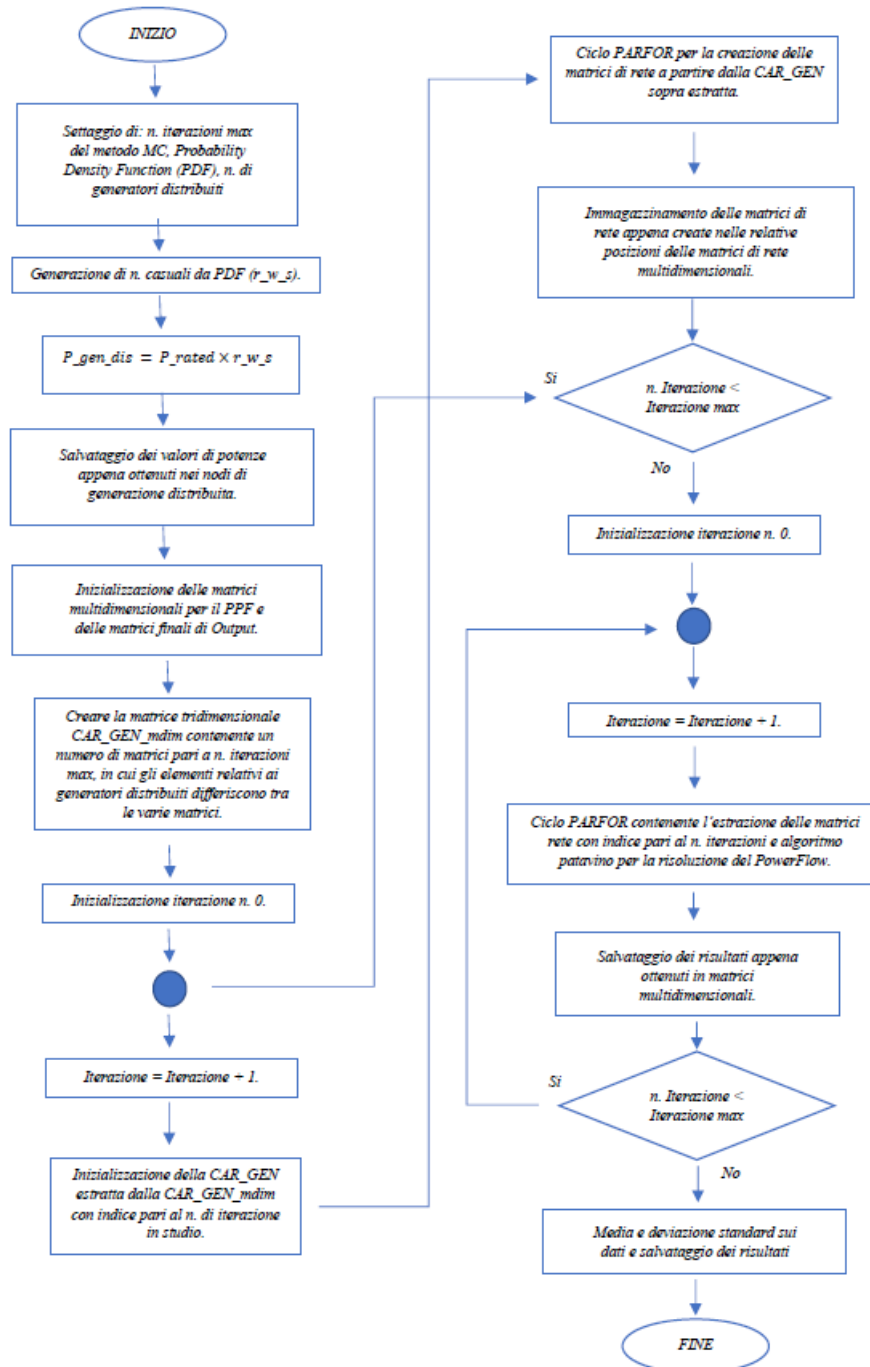 INIZIO
Settaggio di: n. iterazioni max
del metodo MC, Probability
Density Function (PDF), n. di
generatori distribuiti
Generazione di n. casuali da PDF (r_w_s).
P_gen_dis = P_rated × r_w_s
Salvataggio dei valori di potenze
appena ottenuti nei nodi di
generazione distribuita.
Inizializzazione delle matrici
multidimensionali per il PPF e
delle matrici finali di Output.
Creare la matrice tridimensionale
CAR_GEN_mdim contenente un
numero di matrici pari a n. iterazioni
max, in cui gli elementi relativi ai
generatori distribuiti differiscono tra
le varie matrici.
Inizializzazione iterazione n. 0.
Iterazione = Iterazione + 1.
Inizializzazione della CAR_GEN
estratta dalla CAR_GEN_mdim
con indice pari al n. di iterazione
in studio.
Ciclo PARFOR per la creazione delle
matrici di rete a partire dalla CAR_GEN
sopra estratta.
Immagazzinamento delle matrici di
rete appena create nelle relative
posizioni delle matrici di rete
multidimensionali.
Si
n. Iterazione <
Iterazione max
No
Inizializzazione iterazione n. 0.
Iterazione = Iterazione + 1.
Ciclo PARFOR contenente l'estrazione delle matrici
rete con indice pari al n. iterazioni e algoritmo
patavino per la risoluzione del PowerFlow.
Salvataggio dei risultati appena
ottenuti in matrici
multidimensionali.
Si
n. Iterazione <
Iterazione max
No
Media e deviazione standard sui
dati e salvataggio dei risultati
FINE